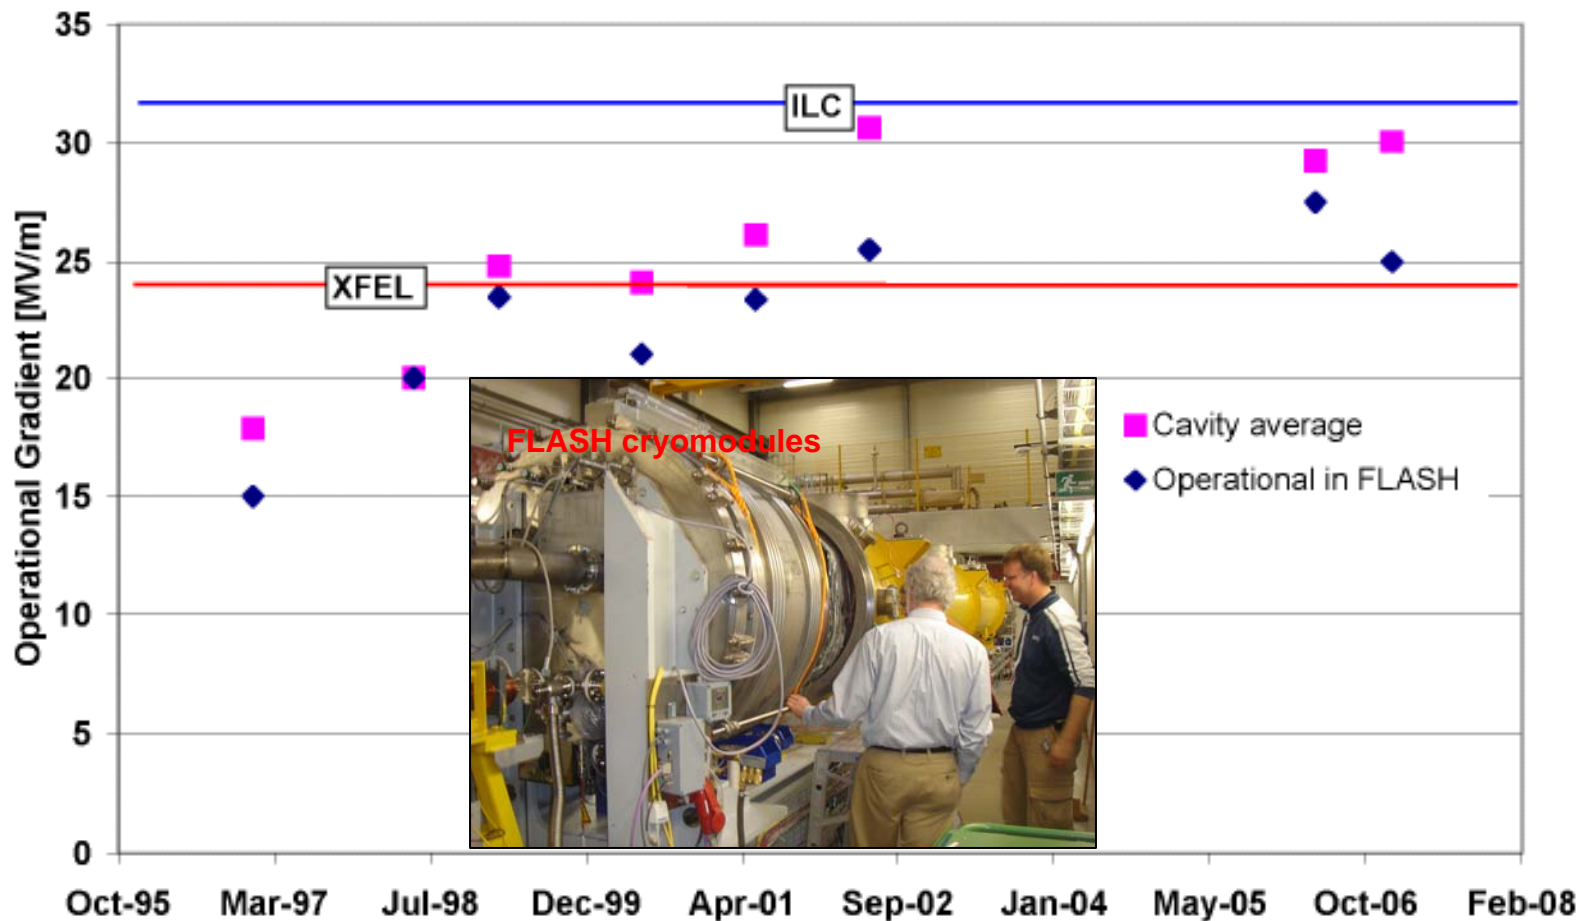 35
30
25
20
15
10
5
0
Operational Gradient [MV/m]
ILC
XFEL
FLASH cryomodules
Cavity average
Operational in FLASH
Oct-95 Mar-97 Jul-98 Dec-99 Apr-01 Sep-02 Jan-04 May-05 Oct-06 Feb-08